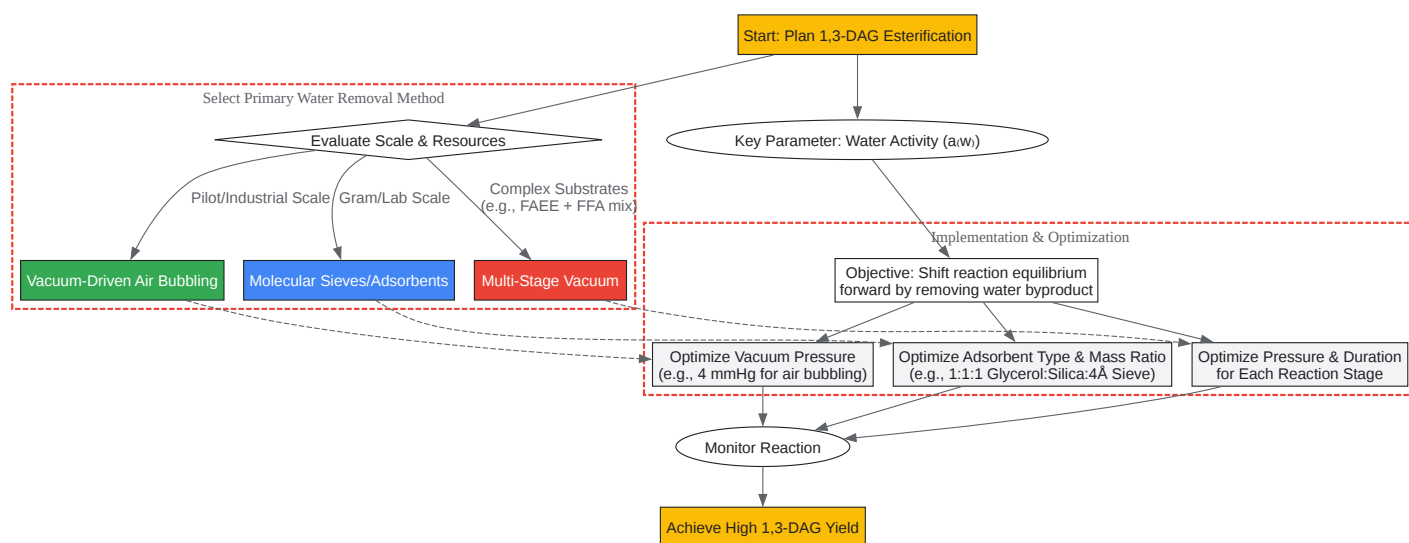 Start: Plan 1,3-DAG Esterification
Select Primary Water Removal Method
Evaluate Scale & Resources
Key Parameter: Water Activity (a₍w₎)
Pilot/Industrial Scale
Gram/Lab Scale
Complex Substrates
(e.g., FAEE + FFA mix)
Implementation & Optimization
Vacuum-Driven Air Bubbling
Molecular Sieves/Adsorbents
Multi-Stage Vacuum
Objective: Shift reaction equilibrium
forward by removing water byproduct
Optimize Vacuum Pressure
(e.g., 4 mmHg for air bubbling)
Optimize Adsorbent Type & Mass Ratio
(e.g., 1:1:1 Glycerol:Silica:4Å Sieve)
Optimize Pressure & Duration
for Each Reaction Stage
Monitor Reaction
Achieve High 1,3-DAG Yield